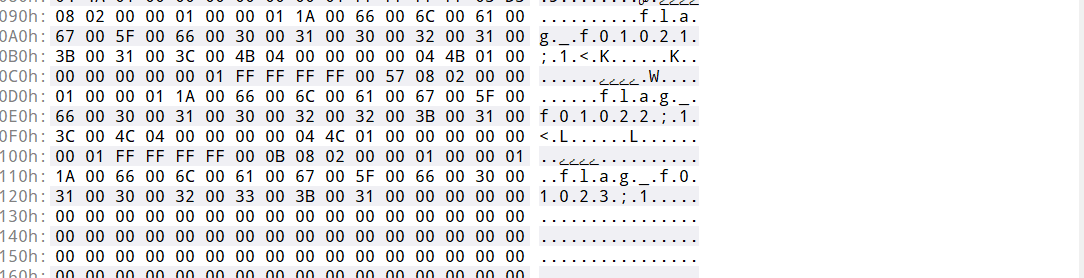 090h: 08 02 00 00 01 00 00 01 1A 00 66 00 6C 00 61 00 ..........f.l.a.
0A0h: 67 00 5F 00 66 00 30 00 31 00 30 00 32 00 31 00 g._.f.0.1.0.2.1.
0B0h: 3B 00 31 00 3C 00 4B 04 00 00 00 00 04 4B 01 00 ;.1.<.K......K..
0C0h: 00 00 00 00 00 01 FF FF FF FF 00 57 08 02 00 00 ......ÿÿÿÿ.W....
0D0h: 01 00 00 01 1A 00 66 00 6C 00 61 00 67 00 5F 00 ......f.l.a.g._.
0E0h: 66 00 30 00 31 00 30 00 32 00 32 00 3B 00 31 00 f.0.1.0.2.2.;.1.
0F0h: 3C 00 4C 04 00 00 00 00 04 4C 01 00 00 00 00 00 <.L......L......
100h: 00 01 FF FF FF FF 00 0B 08 02 00 00 01 00 00 01 ..ÿÿÿÿ..........
110h: 1A 00 66 00 6C 00 61 00 67 00 5F 00 66 00 30 00 ..f.l.a.g._.f.0.
120h: 31 00 30 00 32 00 33 00 3B 00 31 00 00 00 00 00 1.0.2.3.;.1.....
130h: 00 00 00 00 00 00 00 00 00 00 00 00 00 00 00 00 ................
140h: 00 00 00 00 00 00 00 00 00 00 00 00 00 00 00 00 ................
150h: 00 00 00 00 00 00 00 00 00 00 00 00 00 00 00 00 ................